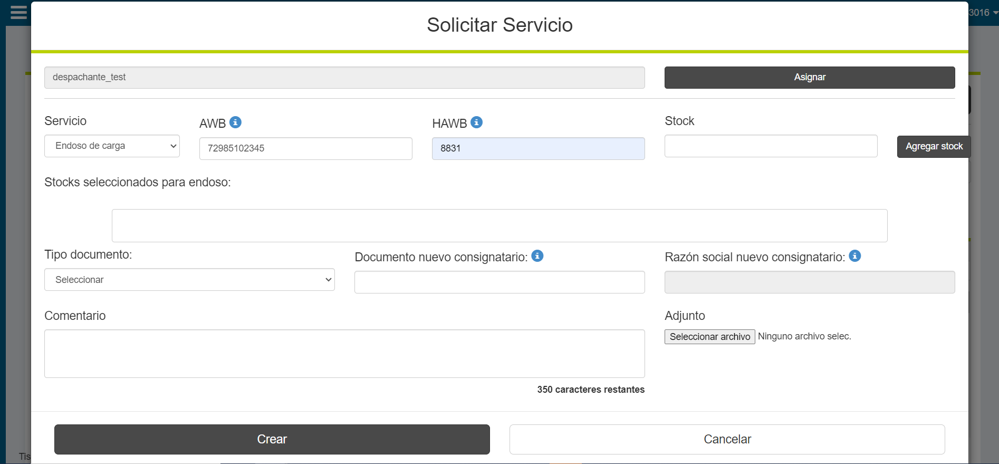 3016
Solicitar Servicio
despachante_test
Asignar
Servicio
AWB
HAWB
Stock
Endoso de carga
72985102345
8831
Agregar stock
Stocks seleccionados para endoso:
Tipo documento:
Documento nuevo consignatario:
Razón social nuevo consignatario:
Seleccionar
Comentario
Adjunto
Seleccionar archivo Ninguno archivo selec.
350 caracteres restantes
Crear
Cancelar
Tis